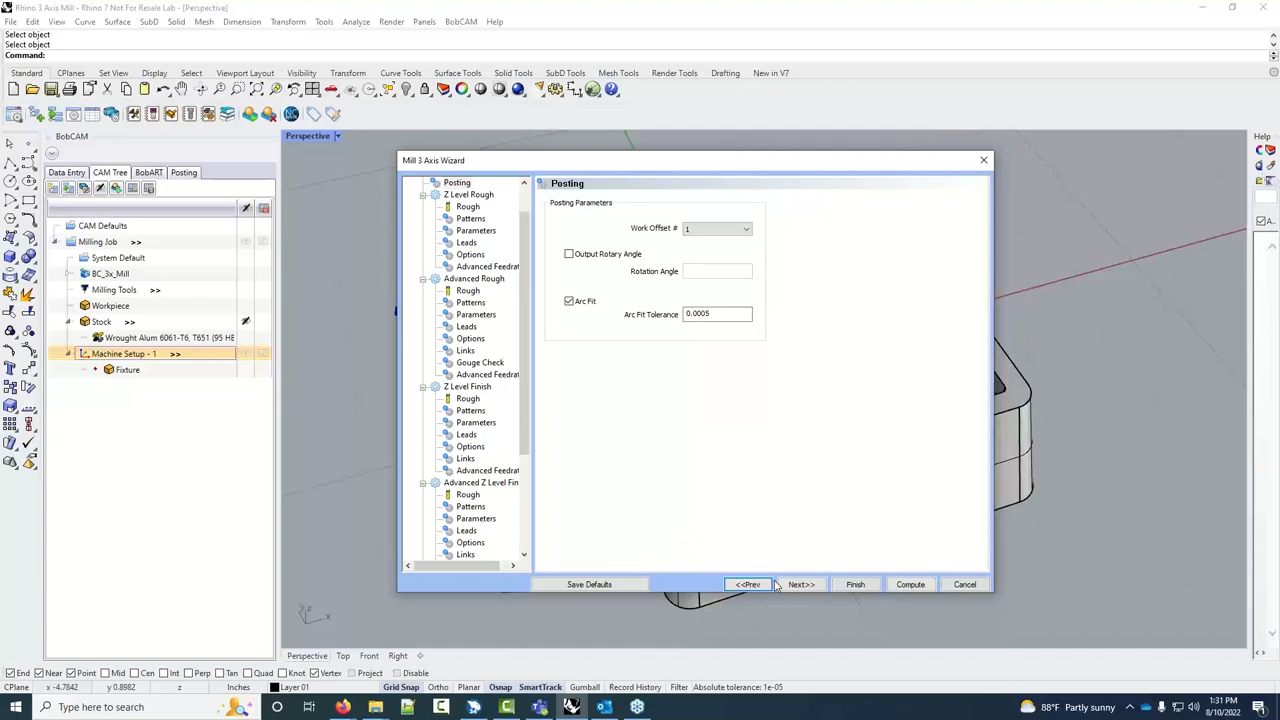 Rhino 3 Axis Mill - Rhino 7 Not For Resale Lab - [Perspective]
File Edit View Curve Surface SubD Solid Mesh Dimension Transform Tools Analyze Render Panels BobCAM Help
Select object
Select object
Command:
Standard CPlanes Set View Display Select Viewport Layout Visibility Transform Curve Tools Surface Tools Solid Tools SubD Tools Mesh Tools Render Tools Drafting New in V7
BobCAM
Data Entry CAM Tree BobART Posting
CAM Defaults
Milling Job >>
System Default
BC_3x_Mill
Milling Tools >>
Workpiece
Stock >>
Wrought Alum 6061-T6, T651 (95 HE
Machine Setup - 1 >>
Fixture
Perspective
Help
Mill 3 Axis Wizard
Posting
Z Level Rough
Rough
Patterns
Parameters
Leads
Options
Advanced Feedrat
Advanced Rough
Rough
Patterns
Parameters
Leads
Options
Links
Gouge Check
Advanced Feedrat
Z Level Finish
Rough
Patterns
Parameters
Leads
Options
Links
Advanced Feedrat
Advanced Z Level Fin
Rough
Patterns
Parameters
Leads
Options
Links
Posting
Posting Parameters
Work Offset # 1
Output Rotary Angle
Rotation Angle
Arc Fit
Arc Fit Tolerance 0.0005
Save Defaults <<Prev Next>> Finish Compute Cancel
z y x
Perspective Top Front Right
End Near Point Mid Cen Int Perp Tan Quad Knot Vertex Project Disable
CPlane x -4.7842 y 0.8982 z Inches Layer 01 Grid Snap Ortho Planar Osnap SmartTrack Gumball Record History Filter Absolute tolerance: 1e-05
Type here to search
88°F Partly sunny
1:31 PM
8/10/2022